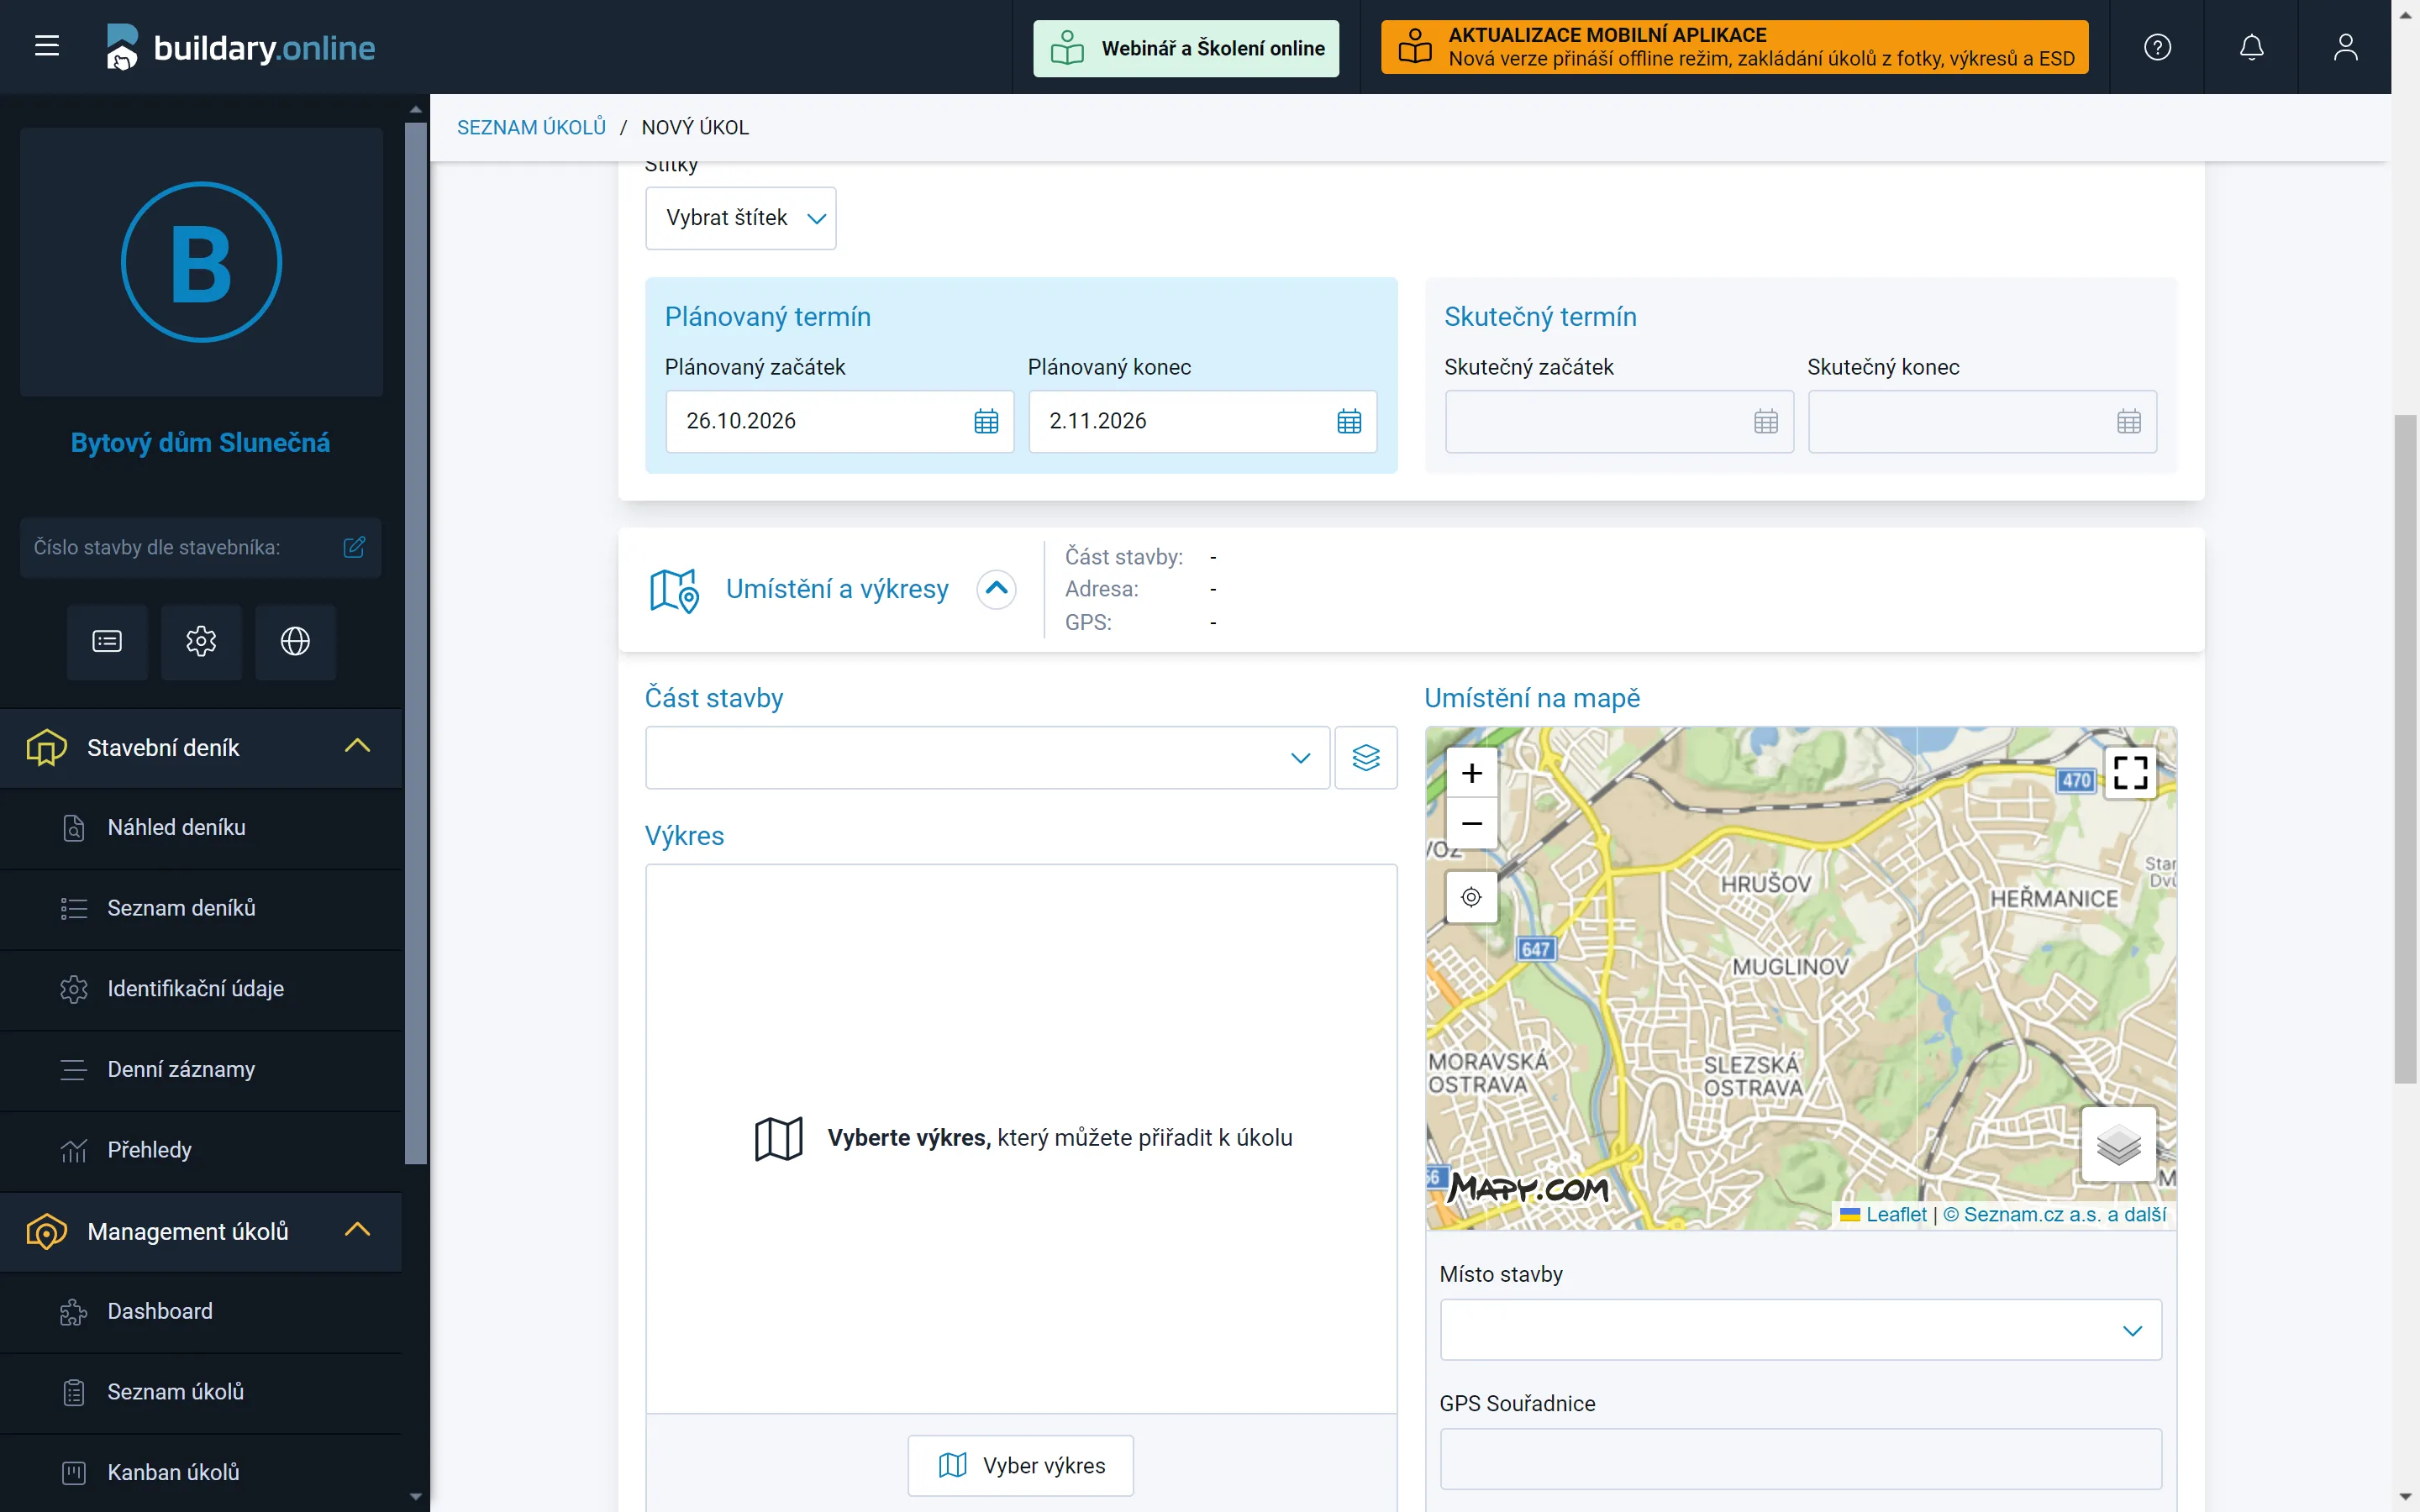 buildary.online
Webinář a Školení online
AKTUALIZACE MOBILNÍ APLIKACE
Nová verze přináší offline režim, zakládání úkolů z fotky, výkresů a ESD
B
Bytový dům Slunečná
Číslo stavby dle stavebníka:
Stavební deník
Náhled deníku
Seznam deníků
Identifikační údaje
Denní záznamy
Přehledy
Management úkolů
Dashboard
Seznam úkolů
Kanban úkolů
SEZNAM ÚKOLŮ / NOVÝ ÚKOL
Štítky
Vybrat štítek
Plánovaný termín
Plánovaný začátek
Plánovaný konec
26.10.2026
2.11.2026
Skutečný termín
Skutečný začátek
Skutečný konec
Umístění a výkresy
Část stavby: -
Adresa: -
GPS: -
Část stavby
Výkres
Vyberte výkres, který můžete přiřadit k úkolu
Vyber výkres
Umístění na mapě
+
−
470
HRUŠOV
HEŘMANICE
647
MUGLINOV
MORAVSKÁ
OSTRAVA
SLEZSKÁ
OSTRAVA
Mapy.com
Leaflet | © Seznam.cz a.s. a další
Místo stavby
GPS Souřadnice